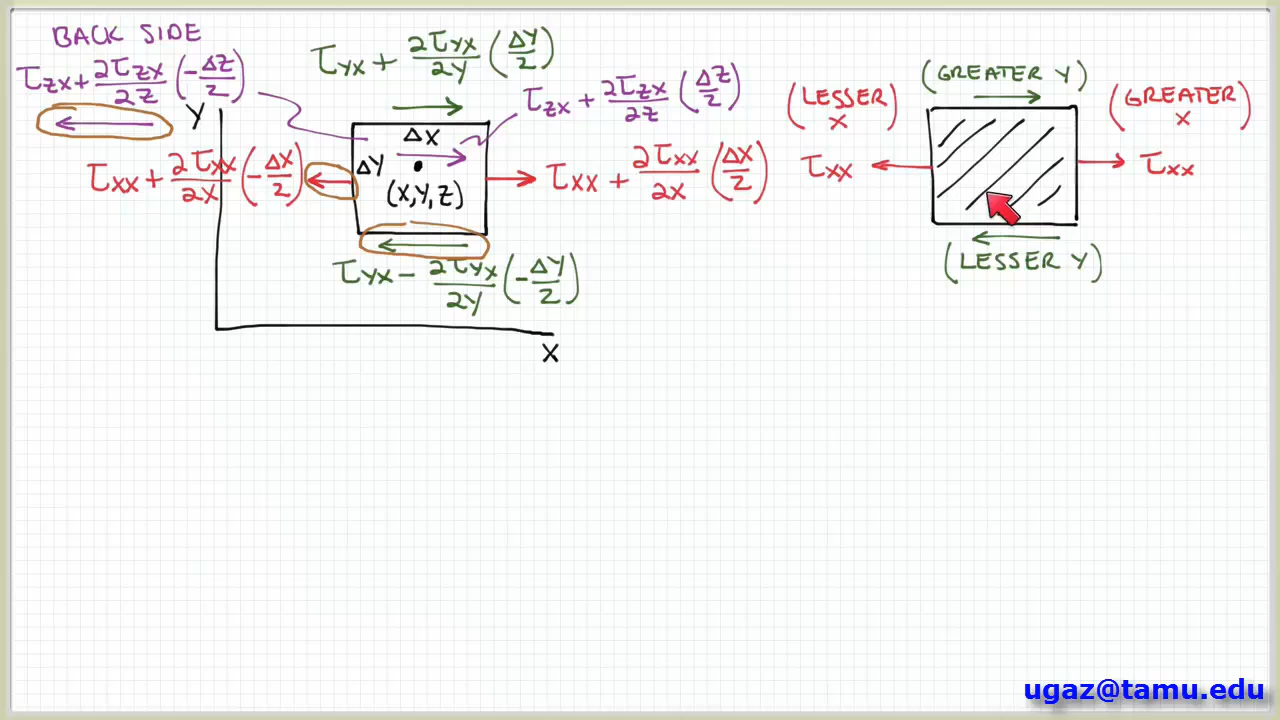 BACK SIDE
τzx + ∂τzx/∂z (-Δz/2)
τyx + ∂τyx/∂y (Δy/2)
τzx + ∂τzx/∂z (Δz/2)
Y
ΔX
ΔY
(X,Y,Z)
τxx + ∂τxx/∂x (-Δx/2)
τxx + ∂τxx/∂x (Δx/2)
τyx - ∂τyx/∂y (-Δy/2)
X
(GREATER Y)
(LESSER
X)
(GREATER
X)
τxx
τxx
(LESSER Y)
ugaz@tamu.edu